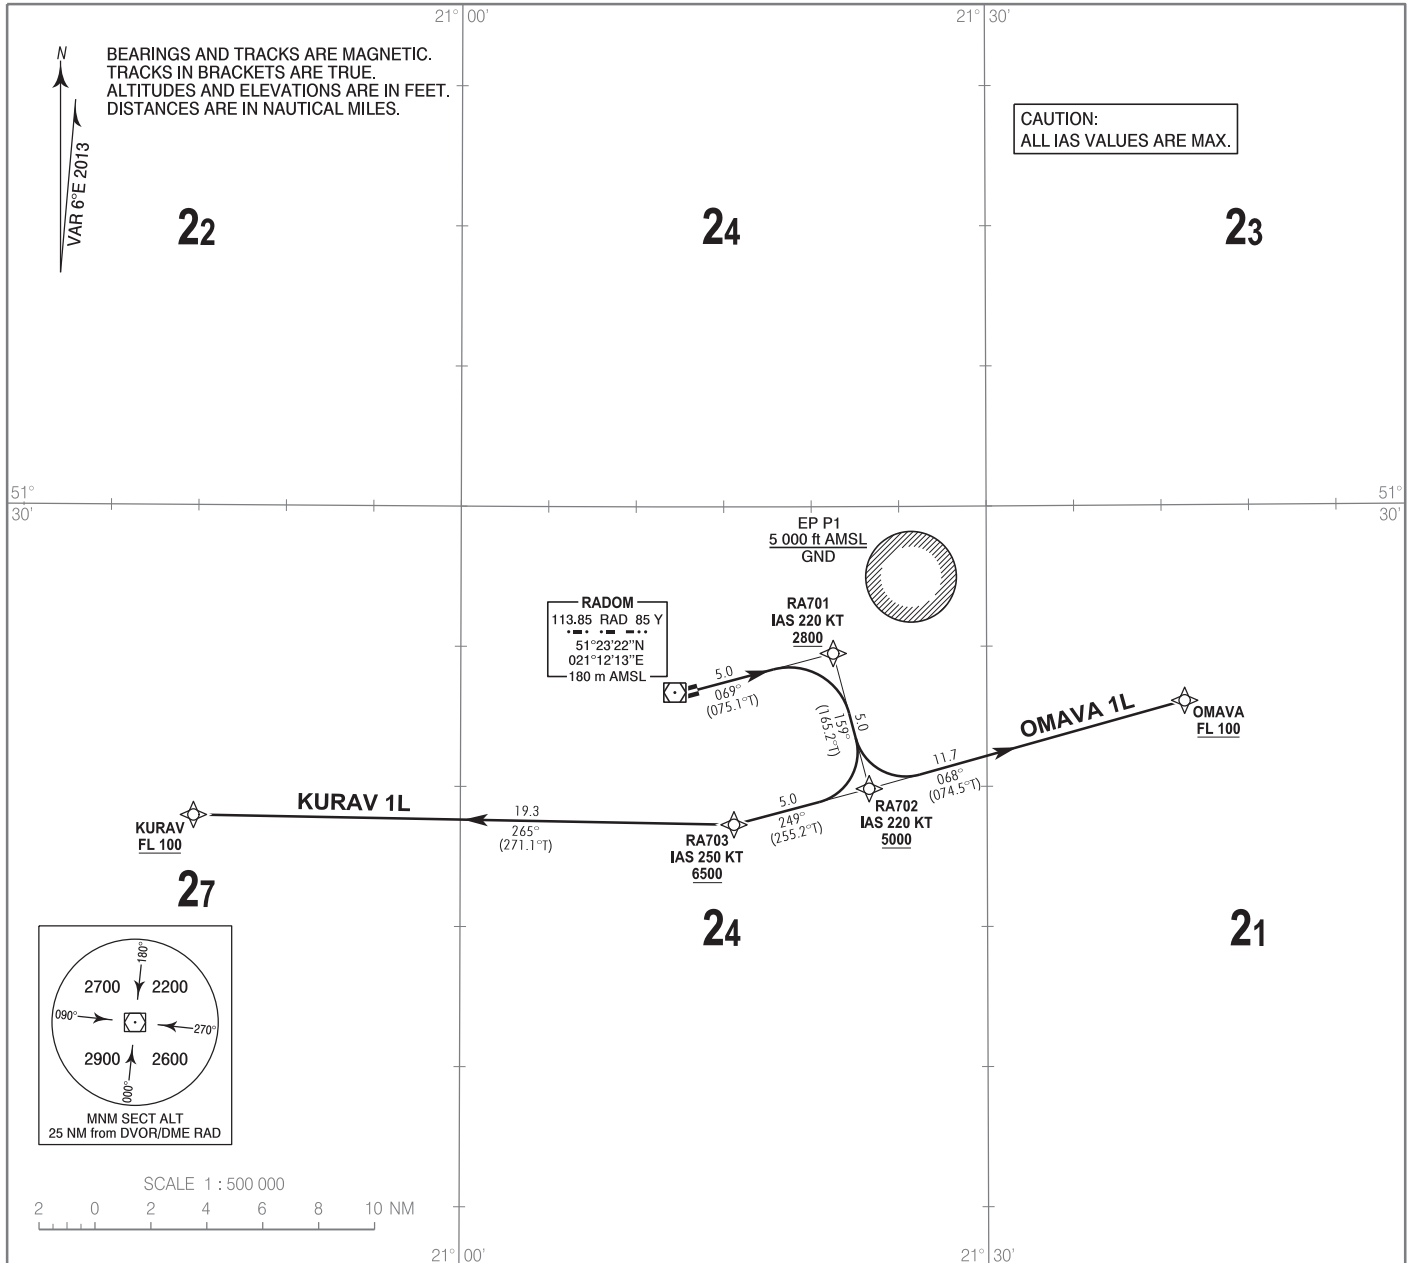 21° 00'
21° 30'
N
VAR 6°E 2013
BEARINGS AND TRACKS ARE MAGNETIC.
TRACKS IN BRACKETS ARE TRUE.
ALTITUDES AND ELEVATIONS ARE IN FEET.
DISTANCES ARE IN NAUTICAL MILES.
CAUTION:
ALL IAS VALUES ARE MAX.
22
24
23
51°
30'
51°
30'
EP P1
5 000 ft AMSL
GND
RADOM
113.85 RAD 85 Y
51°23'22"N
021°12'13"E
180 m AMSL
RA701
IAS 220 KT
2800
5.0
069°
(075.1°T)
5.0
159°
(165.2°T)
OMAVA 1L
OMAVA
FL 100
11.7
068°
(074.5°T)
RA702
IAS 220 KT
5000
5.0
249°
(255.2°T)
RA703
IAS 250 KT
6500
KURAV 1L
19.3
265°
(271.1°T)
KURAV
FL 100
27
24
21
180°
2700 2200
090°
270°
2900 2600
000°
MNM SECT ALT
25 NM from DVOR/DME RAD
SCALE 1 : 500 000
2 0 2 4 6 8 10 NM
21° 00'
21° 30'